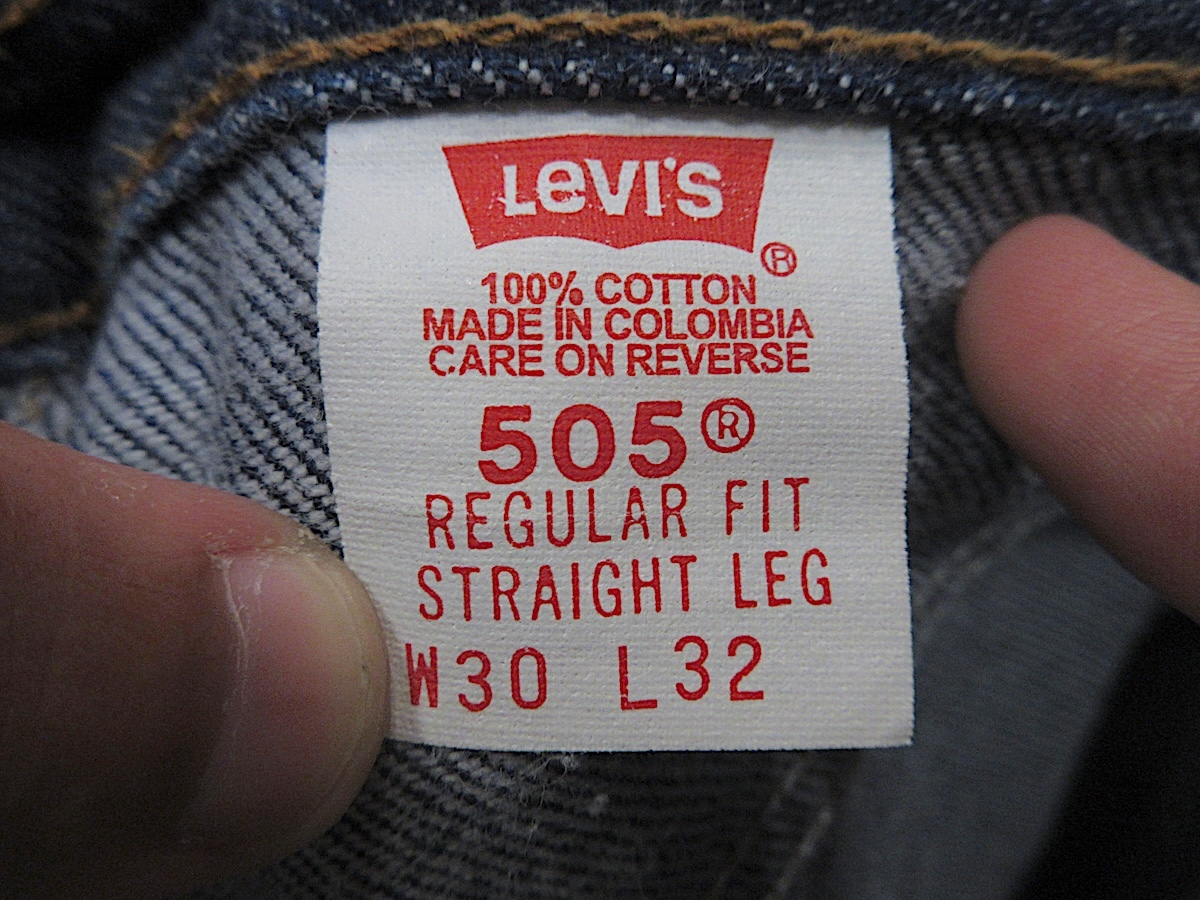 Levi's
®
100% COTTON
MADE IN COLOMBIA
CARE ON REVERSE
505®
REGULAR FIT
STRAIGHT LEG
W30 L32